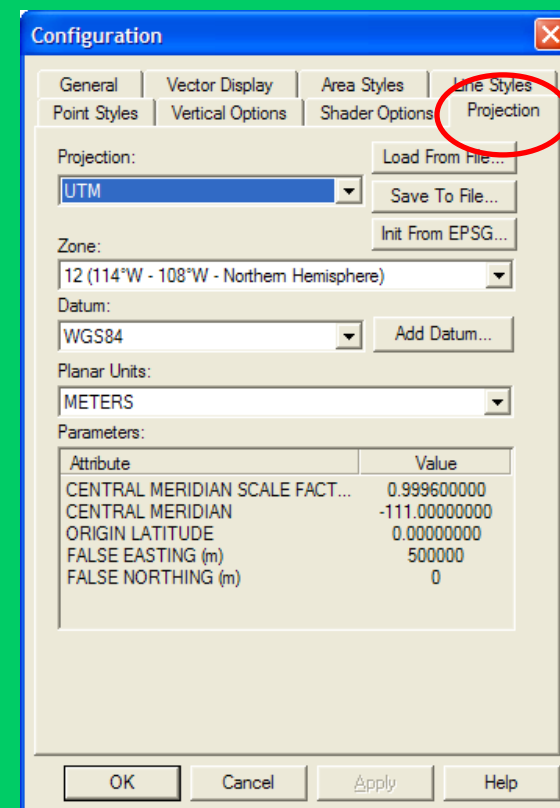 Configuration
General Vector Display Area Styles Line Styles
Point Styles Vertical Options Shader Options Projection
Projection: Load From File...
UTM Save To File...
Init From EPSG...
Zone:
12 (114°W - 108°W - Northern Hemisphere)
Datum:
WGS84 Add Datum...
Planar Units:
METERS
Parameters:
Attribute Value
CENTRAL MERIDIAN SCALE FACT... 0.999600000
CENTRAL MERIDIAN -111.00000000
ORIGIN LATITUDE 0.00000000
FALSE EASTING (m) 500000
FALSE NORTHING (m) 0
OK Cancel Apply Help